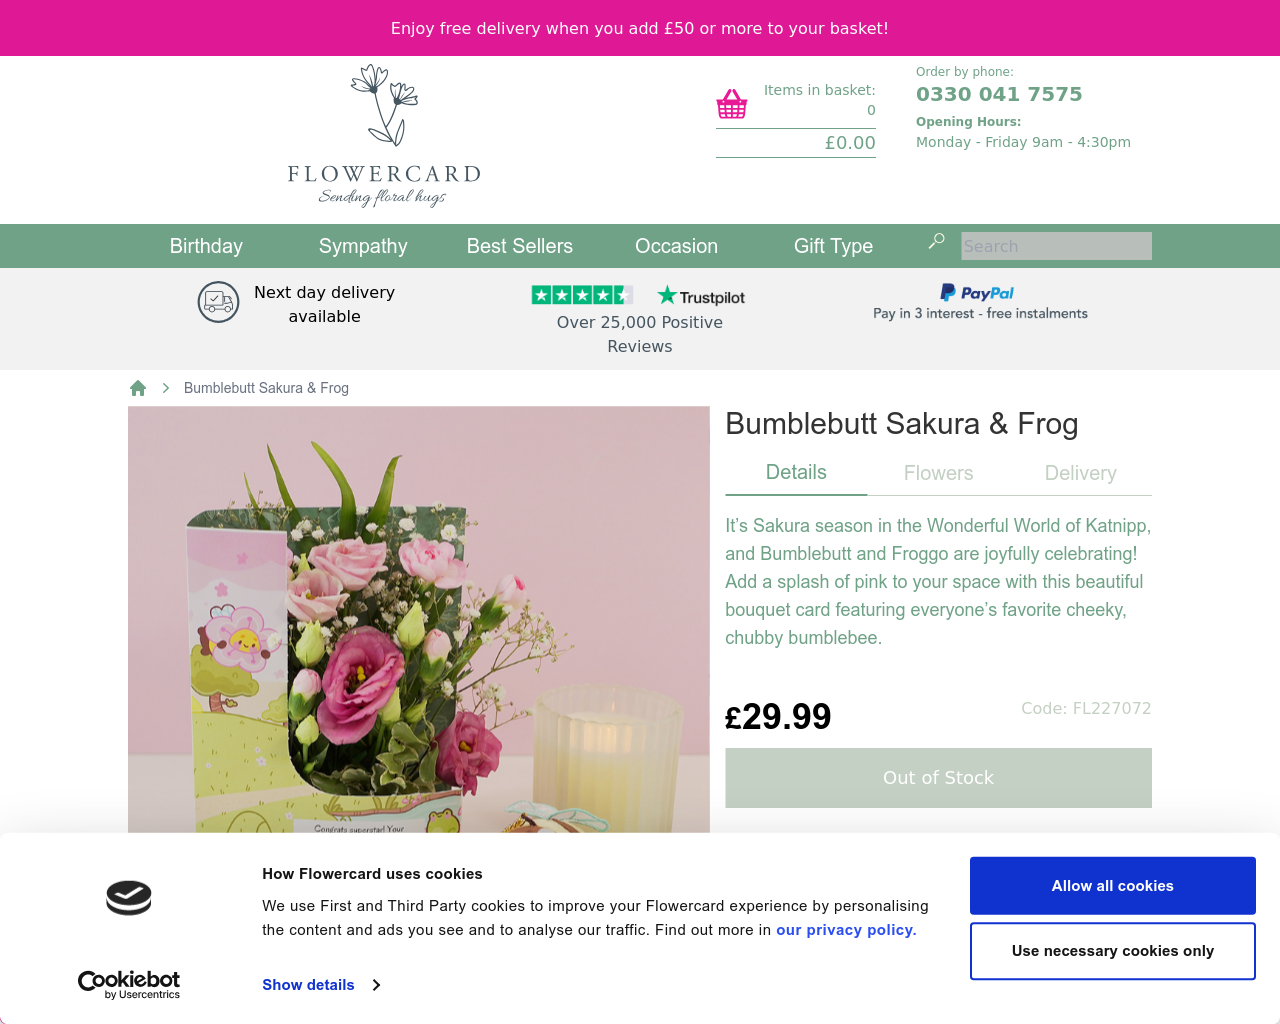 Enjoy free delivery when you add £50 or more to your basket!
FLOWERCARD
Sending floral hugs
Items in basket:
0
£0.00
Order by phone:
0330 041 7575
Opening Hours:
Monday - Friday 9am - 4:30pm
Birthday
Sympathy
Best Sellers
Occasion
Gift Type
Search
Next day delivery
available
Trustpilot
Over 25,000 Positive
Reviews
PayPal
Pay in 3 interest - free instalments
Bumblebutt Sakura & Frog
Bumblebutt Sakura & Frog
Details
Flowers
Delivery
It’s Sakura season in the Wonderful World of Katnipp,
and Bumblebutt and Froggo are joyfully celebrating!
Add a splash of pink to your space with this beautiful
bouquet card featuring everyone’s favorite cheeky,
chubby bumblebee.
£29.99
Code: FL227072
Out of Stock
Congrats superstar! Your
How Flowercard uses cookies
We use First and Third Party cookies to improve your Flowercard experience by personalising
the content and ads you see and to analyse our traffic. Find out more in our privacy policy.
Show details
Allow all cookies
Use necessary cookies only
Cookiebot
by Usercentrics